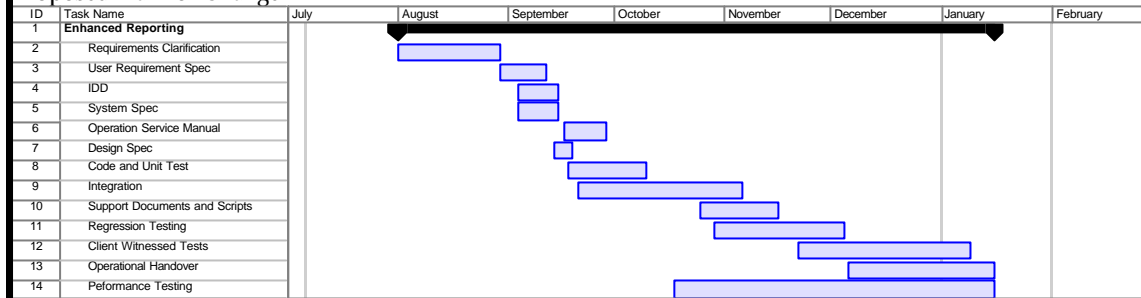 ID Task Name July August September October November December January February
1 Enhanced Reporting
2 Requirements Clarification
3 User Requirement Spec
4 IDD
5 System Spec
6 Operation Service Manual
7 Design Spec
8 Code and Unit Test
9 Integration
10 Support Documents and Scripts
11 Regression Testing
12 Client Witnessed Tests
13 Operational Handover
14 Peformance Testing